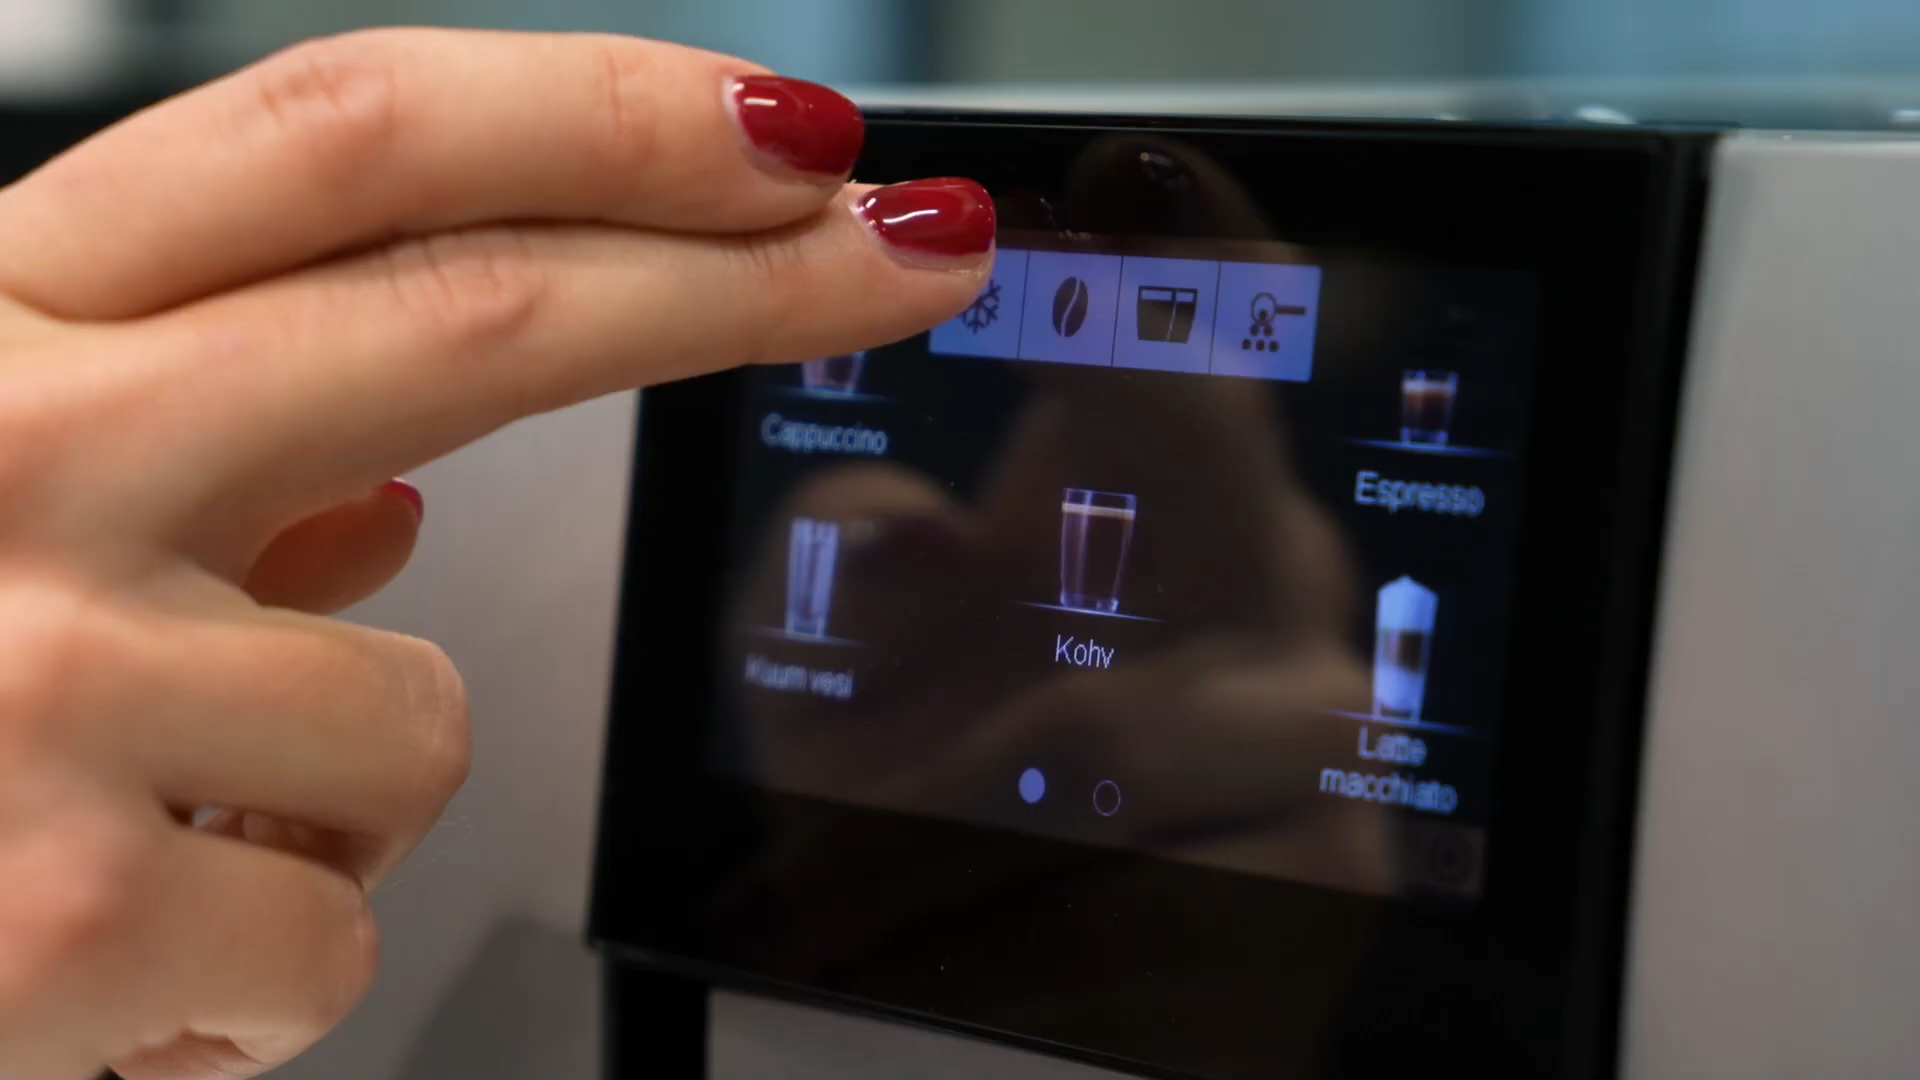 Cappuccino
Espresso
Kohv
Kuum vesi
Latte
macchiato